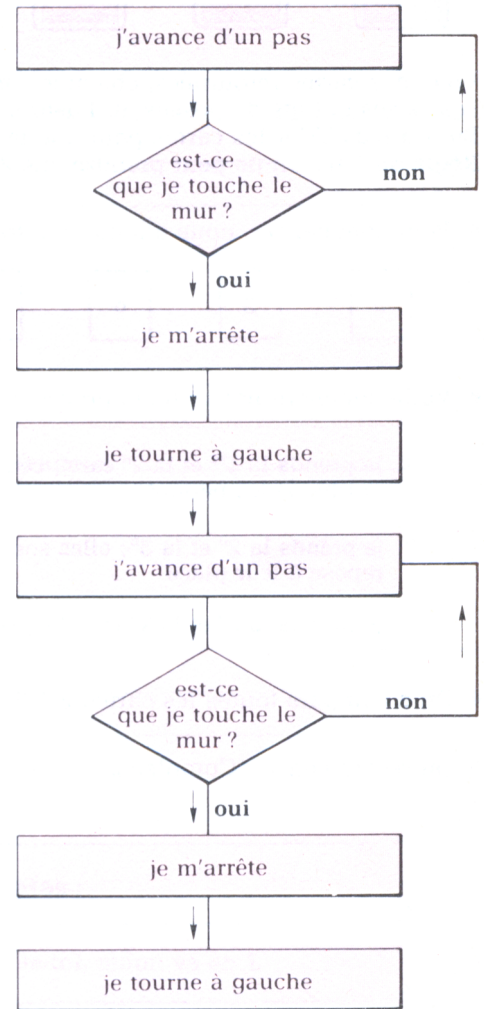 j'avance d'un pas
est-ce
que je touche le
mur ?
non
oui
je m'arrête
je tourne à gauche
j'avance d'un pas
est-ce
que je touche le
mur ?
non
oui
je m'arrête
je tourne à gauche